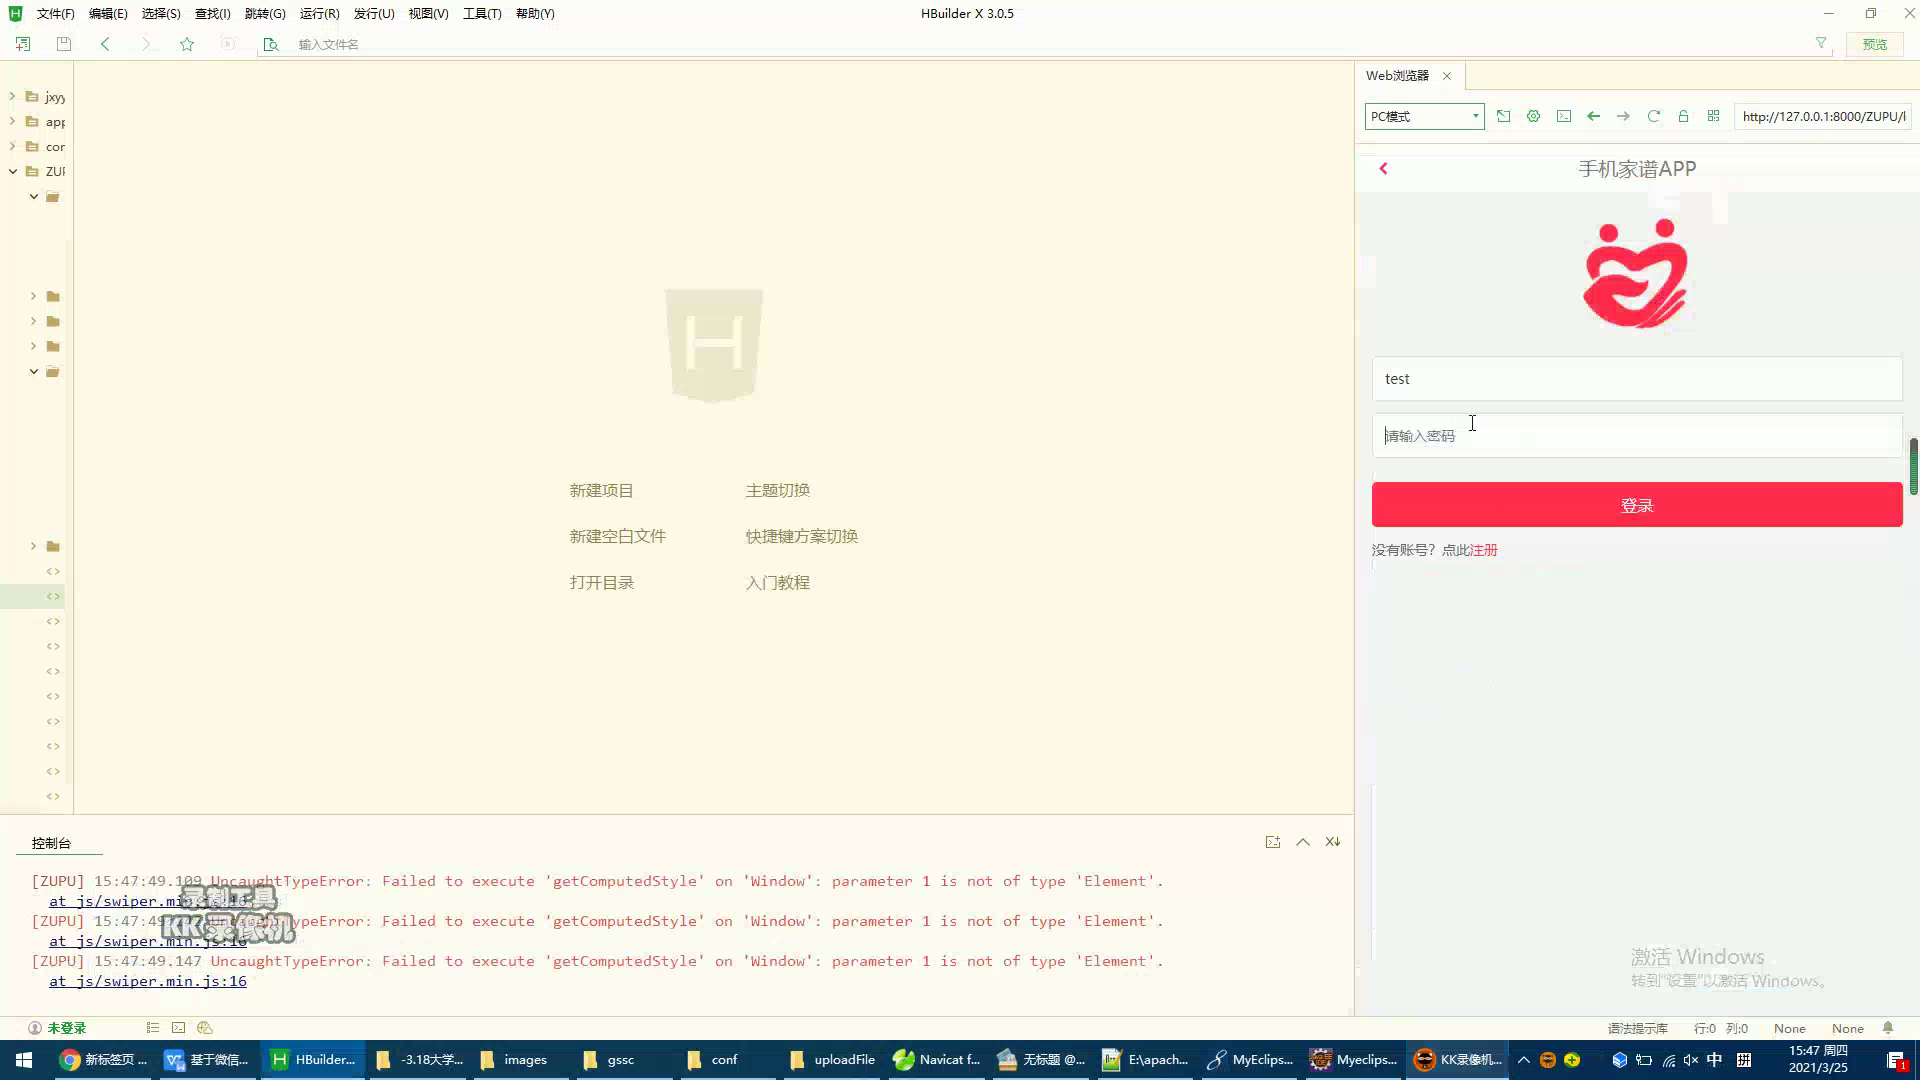 文件(F) 编辑(E) 选择(S) 查找(I) 跳转(G) 运行(R) 发行(U) 视图(V) 工具(T) 帮助(Y)
HBuilder X 3.0.5
输入文件名
预览
jxyy
app
cor
ZUP
Web浏览器
PC模式
http://127.0.0.1:8000/ZUPU/l
手机家谱APP
test
请输入密码
登录
没有账号？点此注册
新建项目 主题切换
新建空白文件 快捷键方案切换
打开目录 入门教程
控制台
[ZUPU] 15:47:49.109 UncaughtTypeError: Failed to execute 'getComputedStyle' on 'Window': parameter 1 is not of type 'Element'.
at js/swiper.min.js:16
[ZUPU] 15:47:49. UncaughtTypeError: Failed to execute 'getComputedStyle' on 'Window': parameter 1 is not of type 'Element'.
at js/swiper.min.js:16
[ZUPU] 15:47:49.147 UncaughtTypeError: Failed to execute 'getComputedStyle' on 'Window': parameter 1 is not of type 'Element'.
at js/swiper.min.js:16
录制工具
KK录像机
激活 Windows
转到"设置"以激活 Windows。
未登录
语法提示库 行:0 列:0 None None
新标签页 ... 基于微信... HBuilder... -3.18大学... images gssc conf uploadFile Navicat f... 无标题 @... E:\apach... MyEclips... Myeclips... KK录像机... 中 拼
15:47 周四
2021/3/25
1